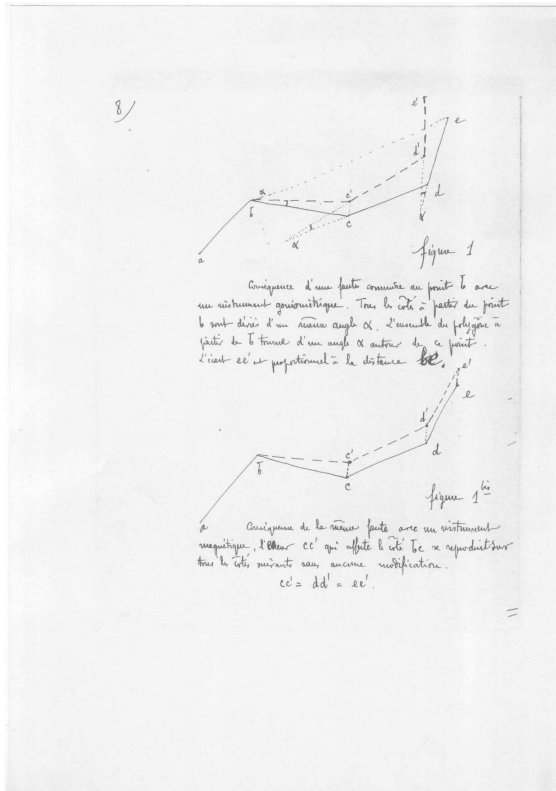 8/
e'
e
d'
α
c'
d
b
c
α
α
a
figure 1
Conséquence d'une faute commise au point b avec
un instrument goniométrique. Tous les côtés à partir du point
b sont déviés d'un même angle α. L'ensemble du polygône à
partir de b tourne d'un angle α autour de ce point.
L'écart ee' est proportionnel à la distance be.
e'
e
d'
c'
d
b
c
figure 1 bis
a
Conséquence de la même faute avec un instrument
magnétique, l'erreur cc' qui affecte le côté bc se reproduit sur
tous les côtés suivants sans aucune modification.
cc' = dd' = ee'.